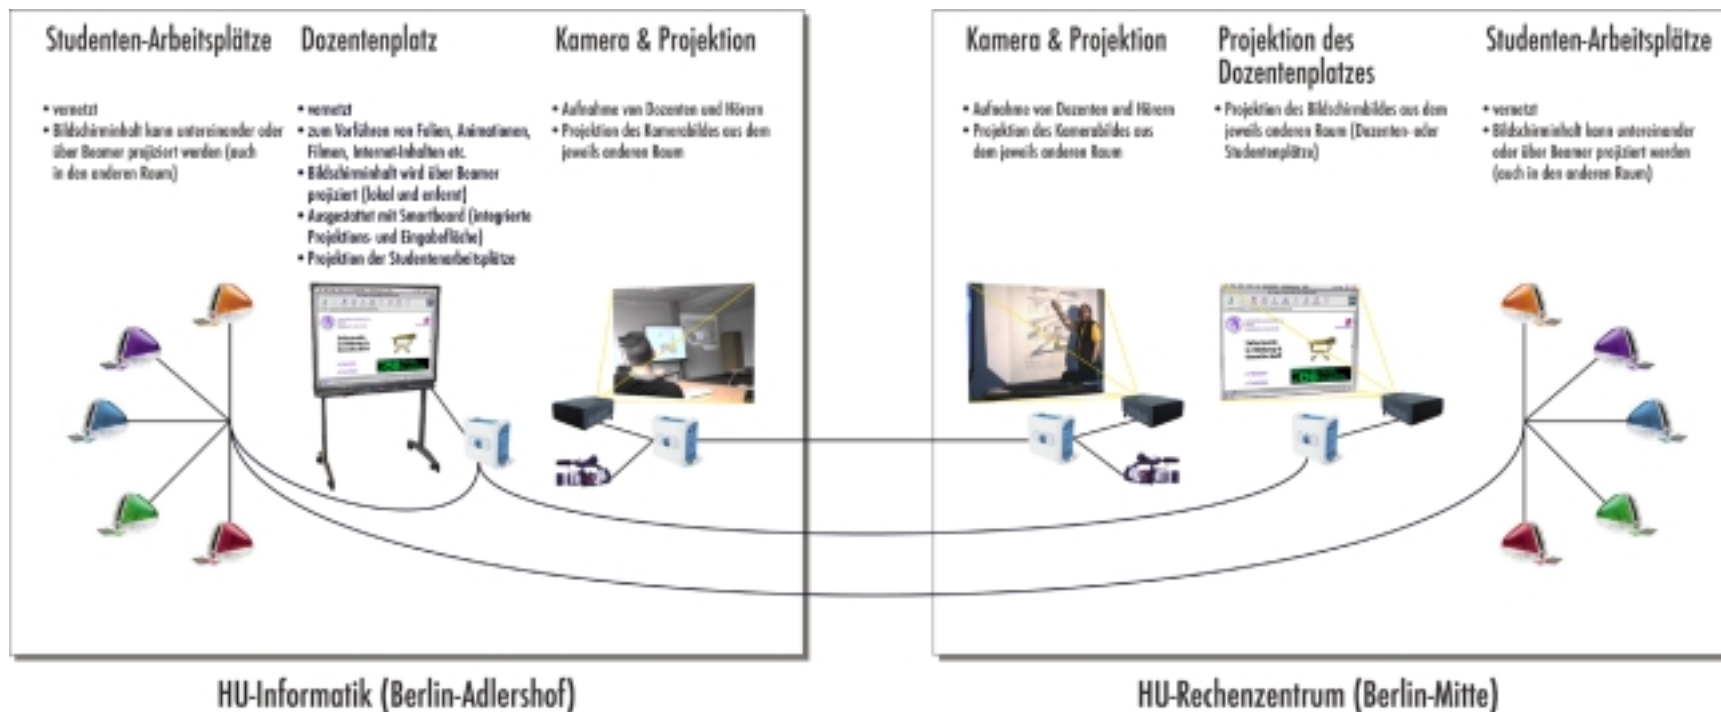 Studenten-Arbeitsplätze
• vernetzt
• Bildschirminhalt kann untereinander oder
über Beamer projiziert werden (auch
in den anderen Raum)
Dozentenplatz
• vernetzt
• zum Vorführen von Folien, Animationen,
Filmen, Internet-Inhalten etc.
• Bildschirminhalt wird über Beamer
projiziert (lokal und enfernt)
• Ausgestattet mit Smartboard (integrierte
Projektions- und Eingabefläche)
• Projektion der Studentenarbeitsplätze
Kamera & Projektion
• Aufnahme von Dozenten und Hörern
• Projektion des Kamerabildes aus dem
jeweils anderen Raum
HU-Informatik (Berlin-Adlershof)
Kamera & Projektion
• Aufnahme von Dozenten und Hörern
• Projektion des Kamerabildes aus
dem jeweils anderen Raum
Projektion des
Dozentenplatzes
• Projektion des Bildschirmbildes aus dem
jeweils anderen Raum (Dozenten- oder
Studentenplätze)
Studenten-Arbeitsplätze
• vernetzt
• Bildschirminhalt kann untereinander
oder über Beamer projiziert werden
(auch in den anderen Raum)
HU-Rechenzentrum (Berlin-Mitte)